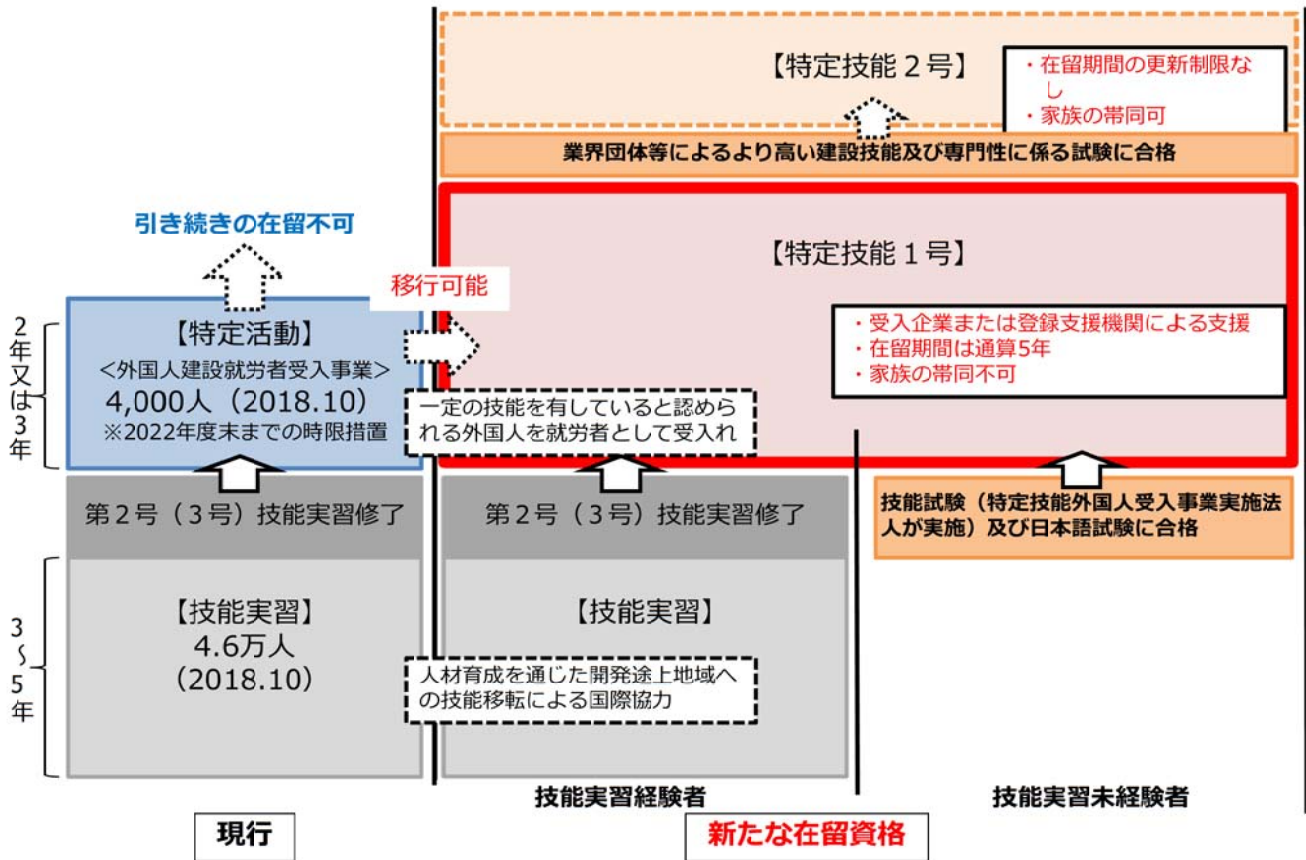 【特定技能２号】
・在留期間の更新制限な
し
・家族の帯同可
業界団体等によるより高い建設技能及び専門性に係る試験に合格
引き続きの在留不可
移行可能
【特定技能１号】
・受入企業または登録支援機関による支援
・在留期間は通算5年
・家族の帯同不可
２年又は３年
【特定活動】
＜外国人建設就労者受入事業＞
4,000人（2018.10）
※2022年度末までの時限措置
一定の技能を有していると認めら
れる外国人を就労者として受入れ
第２号（３号）技能実習修了
第２号（３号）技能実習修了
技能試験（特定技能外国人受入事業実施法
人が実施）及び日本語試験に合格
３～５年
【技能実習】
4.6万人
（2018.10）
【技能実習】
人材育成を通じた開発途上地域へ
の技能移転による国際協力
技能実習経験者
技能実習未経験者
現行
新たな在留資格